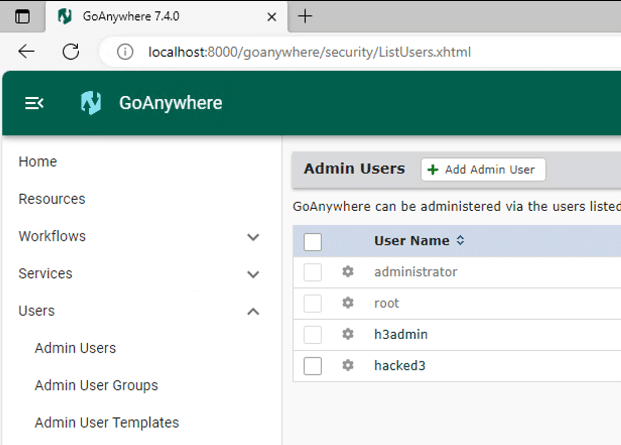 GoAnywhere 7.4.0
localhost:8000/goanywhere/security/ListUsers.xhtml
GoAnywhere
Home
Resources
Workflows
Services
Users
Admin Users
Admin User Groups
Admin User Templates
Admin Users
Add Admin User
GoAnywhere can be administered via the users listed
User Name
administrator
root
h3admin
hacked3